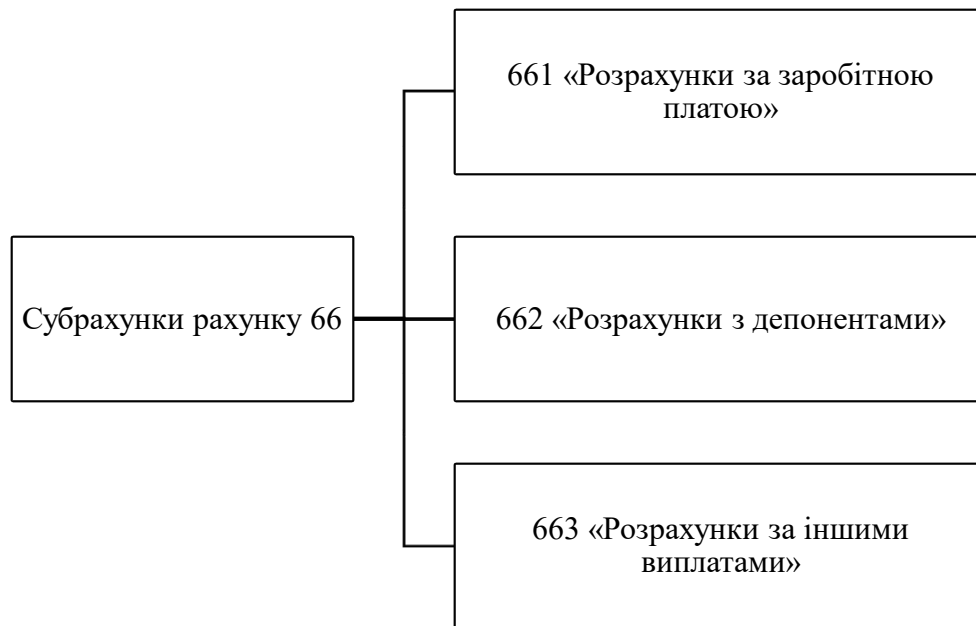 661 «Розрахунки за заробітною
платою»
Субрахунки рахунку 66
662 «Розрахунки з депонентами»
663 «Розрахунки за іншими
виплатами»